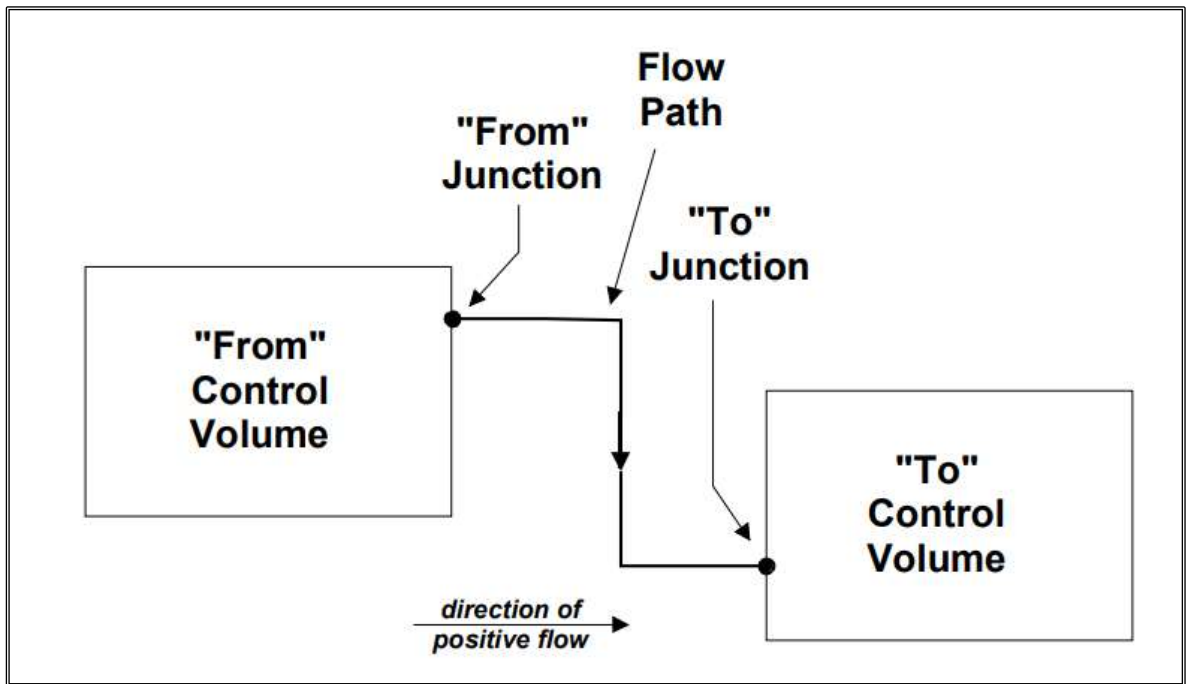 Flow
Path
"From"
Junction
"To"
Junction
"From"
Control
Volume
"To"
Control
Volume
direction of
positive flow